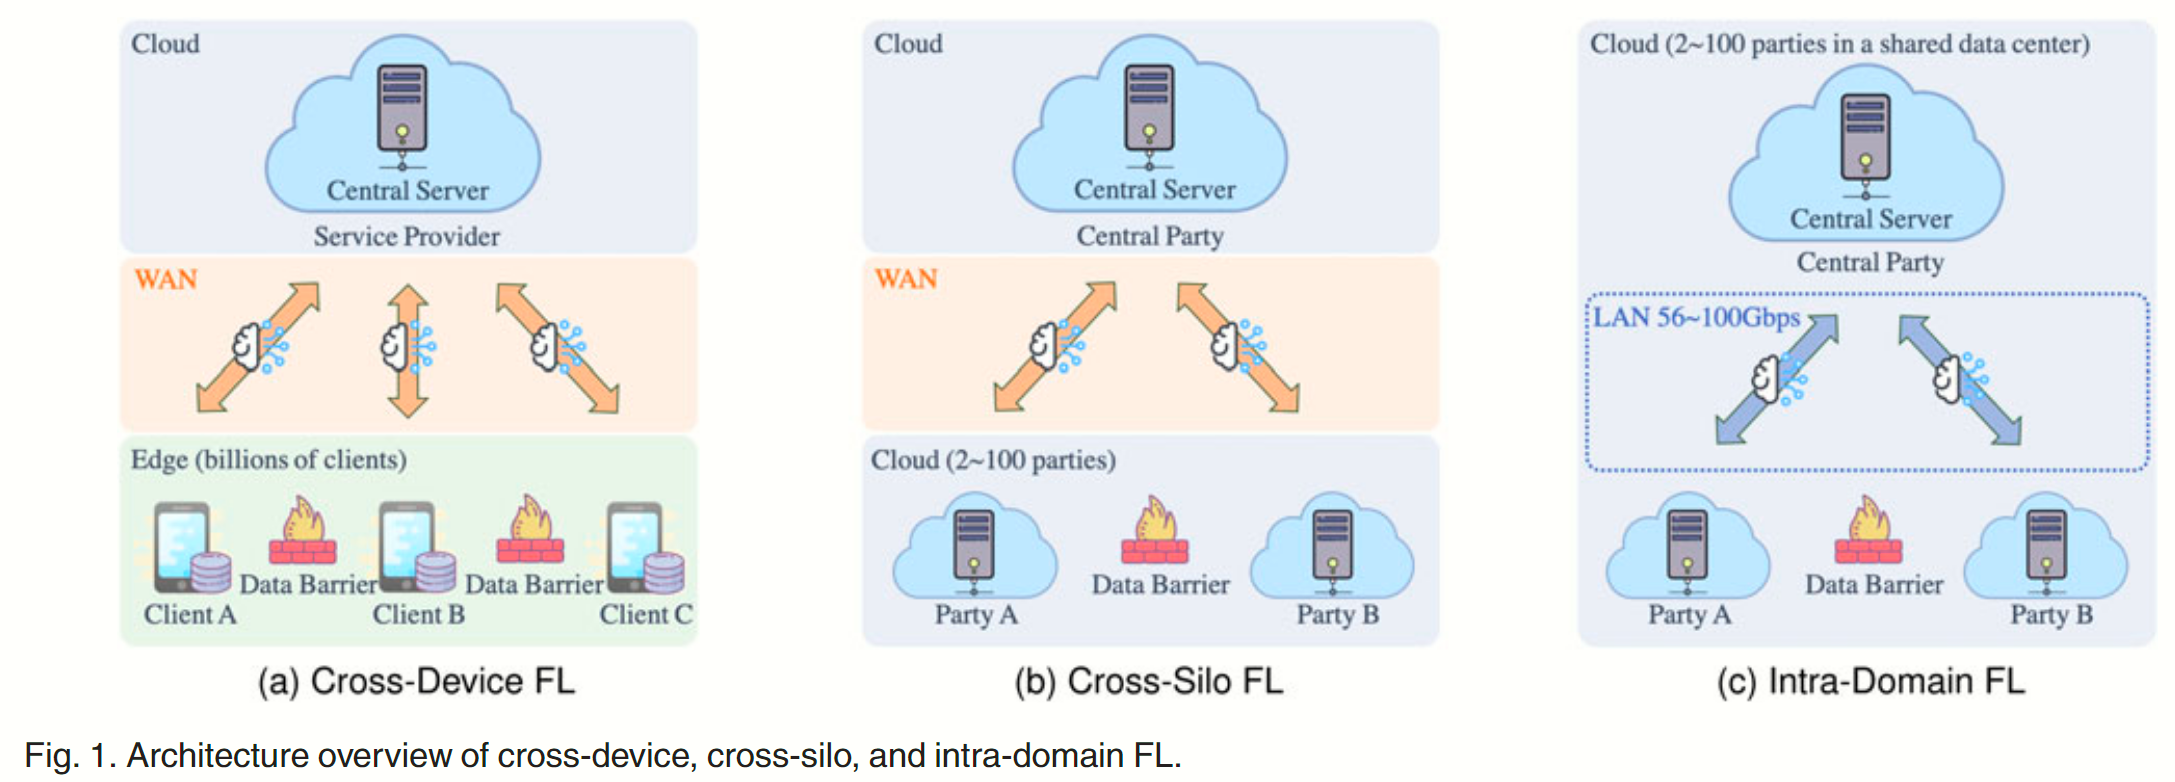 Cloud
Central Server
Service Provider
WAN
Edge (billions of clients)
Data Barrier
Data Barrier
Client A
Client B
Client C
(a) Cross-Device FL
Cloud
Central Server
Central Party
WAN
Cloud (2~100 parties)
Data Barrier
Party A
Party B
(b) Cross-Silo FL
Cloud (2~100 parties in a shared data center)
Central Server
Central Party
LAN 56~100Gbps
Data Barrier
Party A
Party B
(c) Intra-Domain FL
Fig. 1. Architecture overview of cross-device, cross-silo, and intra-domain FL.